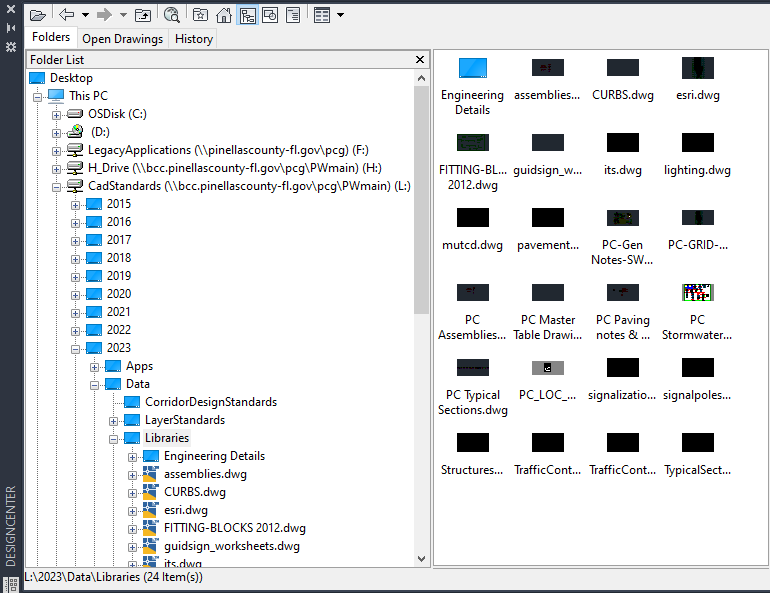 Folders
Open Drawings
History
Folder List
Desktop
This PC
OSDisk (C:)
(D:)
LegacyApplications (\\pinellascounty-fl.gov\pcg) (F:)
H_Drive (\\bcc.pinellascounty-fl.gov\pcg\PWmain) (H:)
CadStandards (\\bcc.pinellascounty-fl.gov\pcg\PWmain) (L:)
2015
2016
2017
2018
2019
2020
2021
2022
2023
Apps
Data
CorridorDesignStandards
LayerStandards
Libraries
Engineering Details
assemblies.dwg
CURBS.dwg
esri.dwg
FITTING-BLOCKS 2012.dwg
guidsign_worksheets.dwg
its.dwg
Engineering
Details
assemblies...
CURBS.dwg
esri.dwg
FITTING-BL...
2012.dwg
guidsign_w...
its.dwg
lighting.dwg
mutcd.dwg
pavement...
PC-Gen
Notes-SW...
PC-GRID-...
PC
Assemblies...
PC Master
Table Drawi...
PC Paving
notes & ...
PC
Stormwater...
PC Typical
Sections.dwg
PC_LOC_...
signalizatio...
signalpoles...
Structures...
TrafficCont...
TrafficCont...
TypicalSect...
DESIGNCENTER
L:\2023\Data\Libraries (24 Item(s))